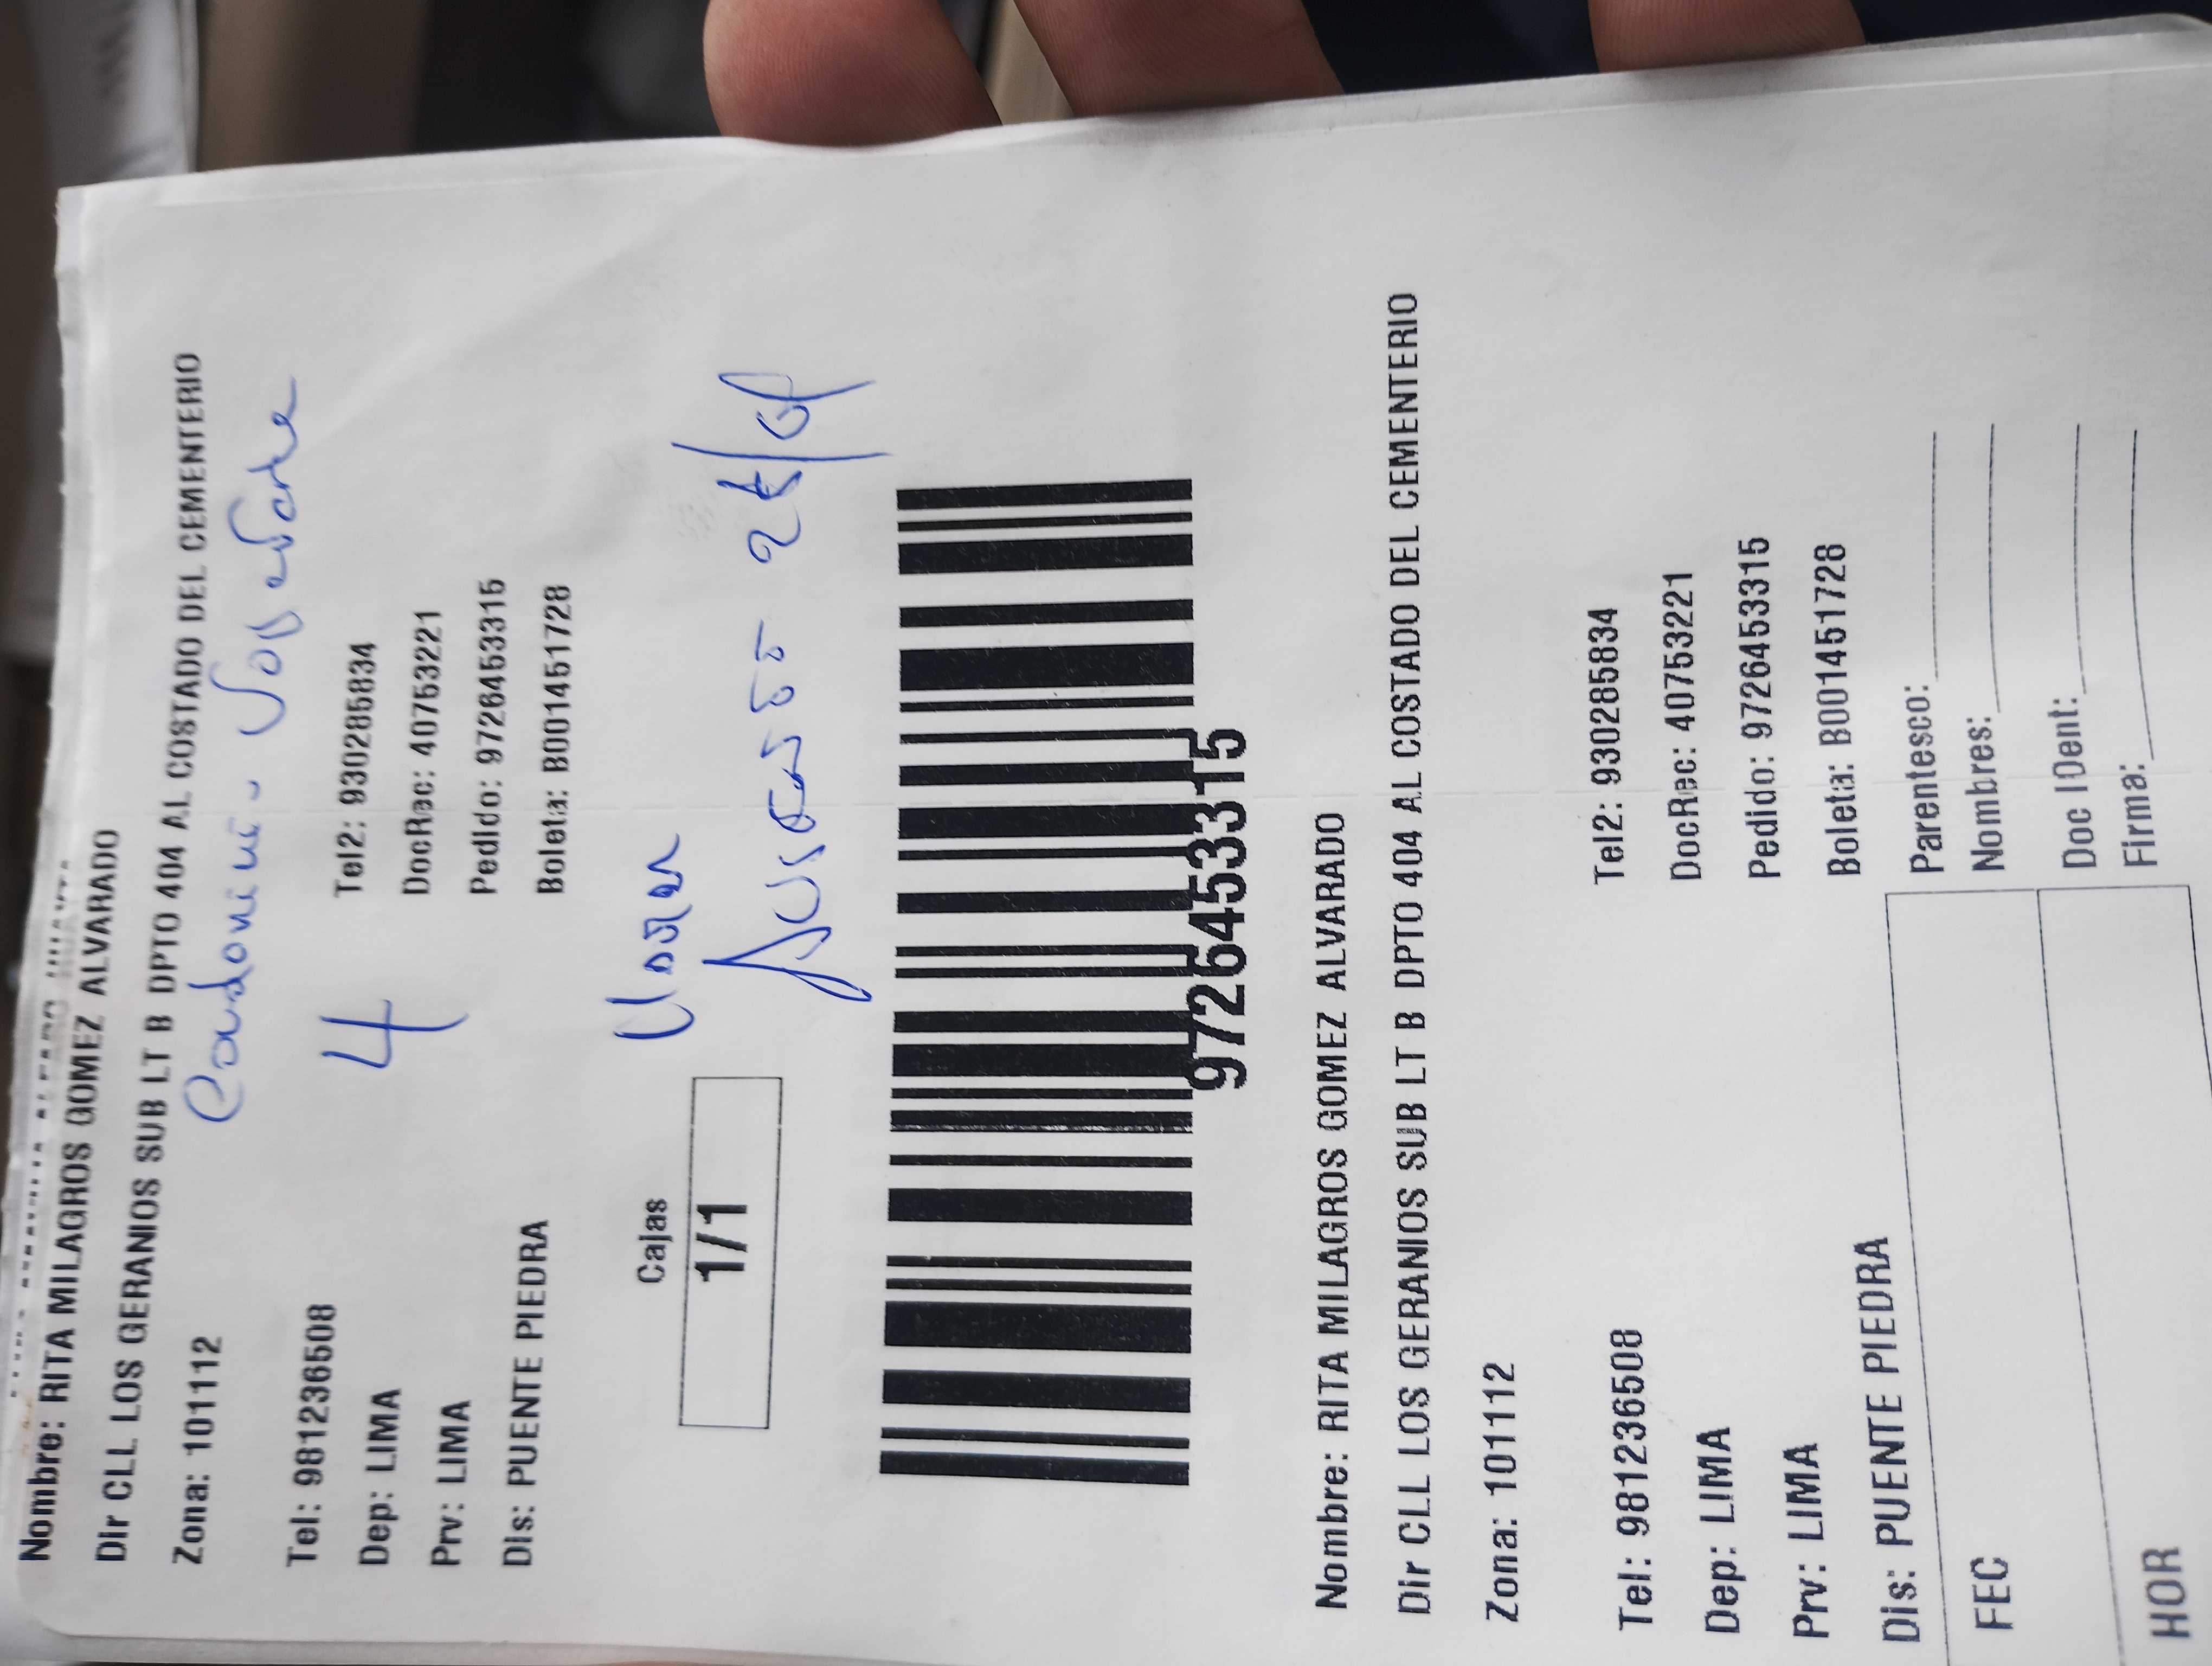 Nombre: RITA MILAGROS GOMEZ ALVARADO
Dir CLL LOS GERANIOS SUB LT B DPTO 404 AL COSTADO DEL CEMENTERIO
Zona: 101112
Tel: 981236508
Tel2: 930285834
4
Dep: LIMA
DocRec: 40753221
Prv: LIMA
Pedido: 9726453315
Dis: PUENTE PIEDRA
Boleta: B001451728
Cajas
1/1
9726453315
Nombre: RITA MILAGROS GOMEZ ALVARADO
Dir CLL LOS GERANIOS SUB LT B DPTO 404 AL COSTADO DEL CEMENTERIO
Zona: 101112
Tel: 981236508
Tel2: 930285834
Dep: LIMA
DocRec: 40753221
Prv: LIMA
Pedido: 9726453315
Dis: PUENTE PIEDRA
Boleta: B001451728
FEC
Parentesco:
Nombres:
HOR
Doc IDent:
Firma: